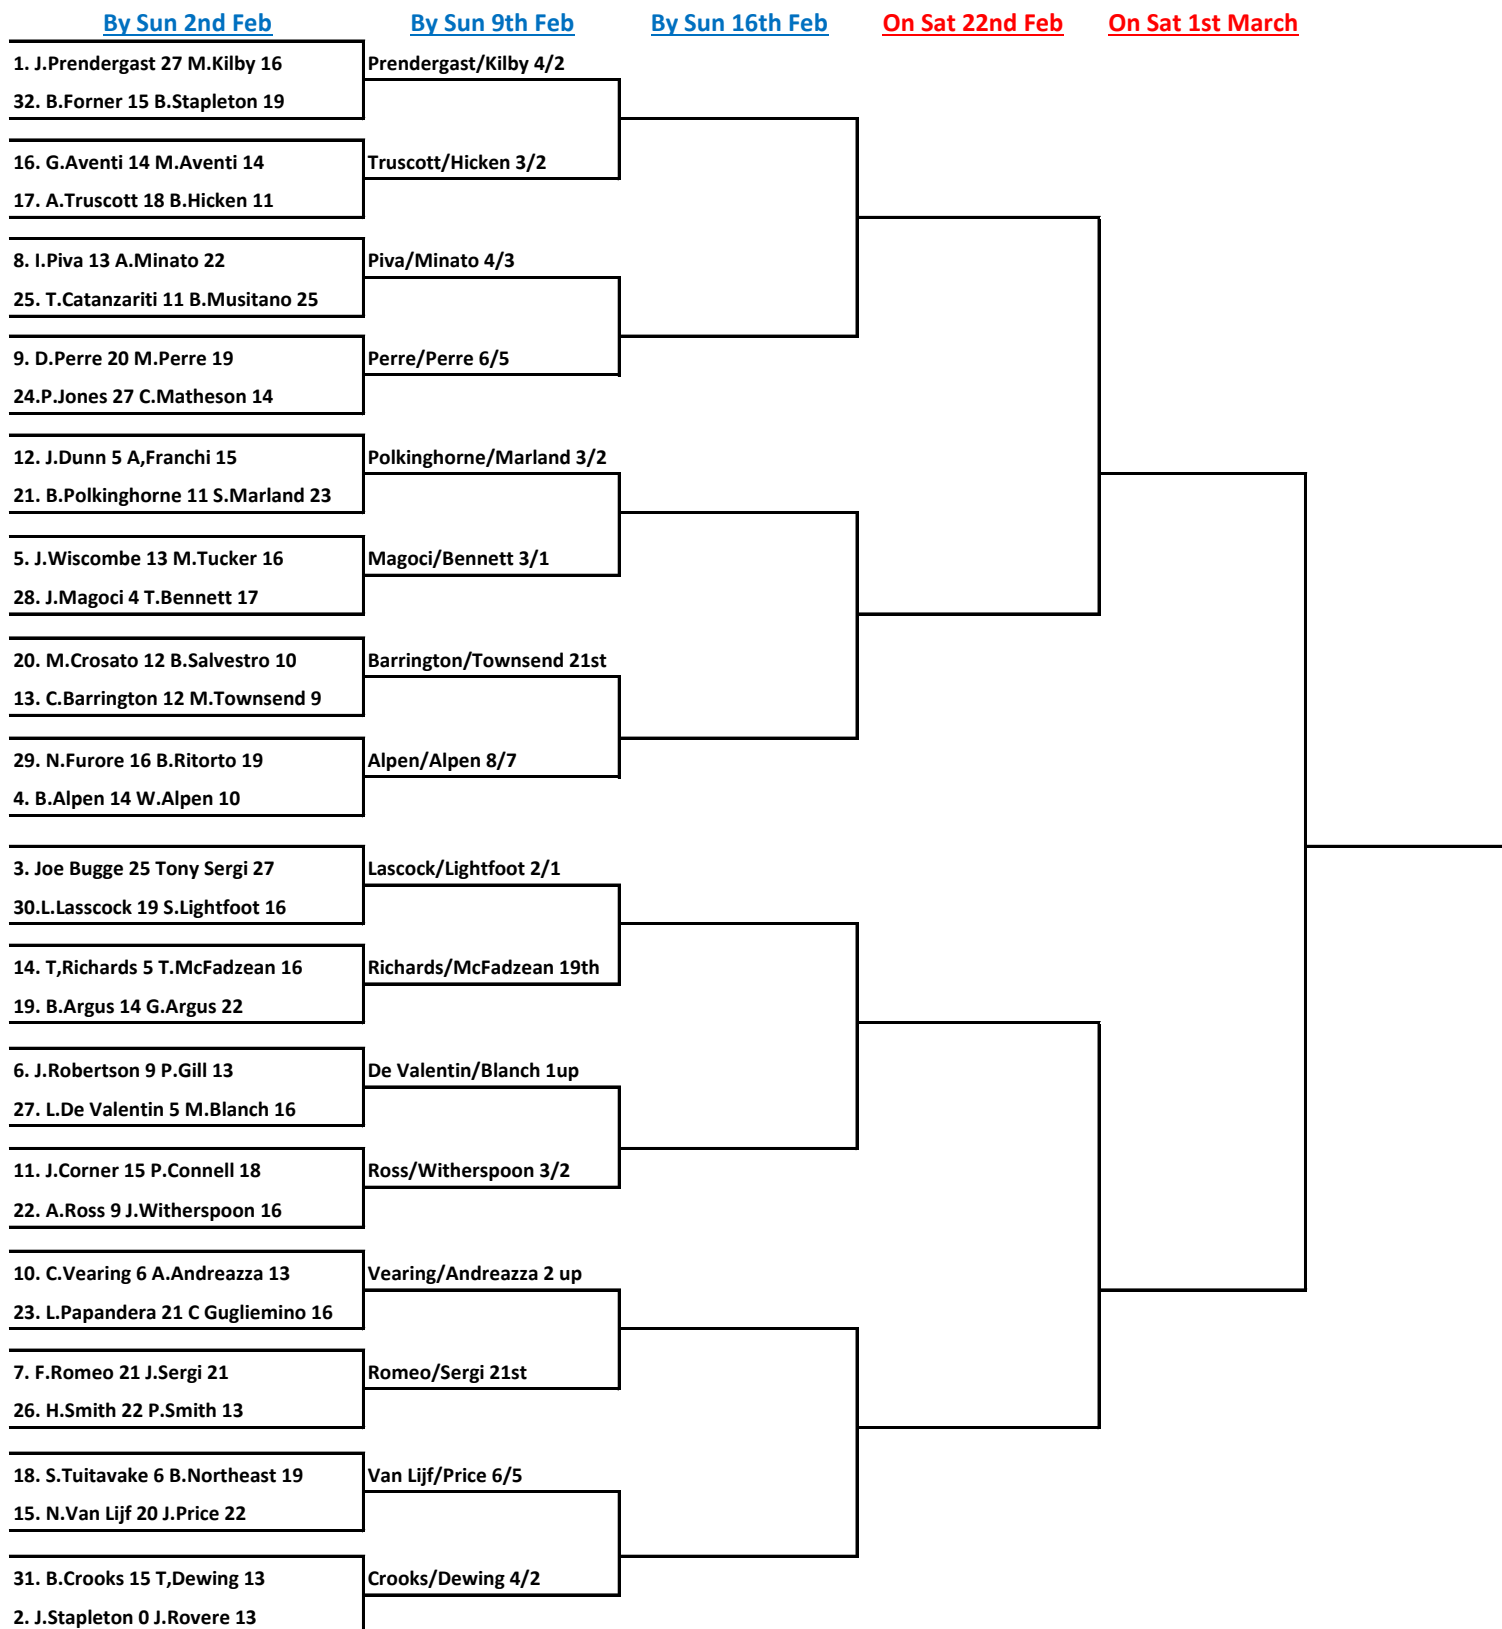 By Sun 2nd Feb By Sun 9th Feb By Sun 16th Feb On Sat 22nd Feb On Sat 1st March
1. J.Prendergast 27 M.Kilby 16 Prendergast/Kilby 4/2
32. B.Forner 15 B.Stapleton 19
16. G.Aventi 14 M.Aventi 14 Truscott/Hicken 3/2
17. A.Truscott 18 B.Hicken 11
8. I.Piva 13 A.Minato 22 Piva/Minato 4/3
25. T.Catanzariti 11 B.Musitano 25
9. D.Perre 20 M.Perre 19 Perre/Perre 6/5
24.P.Jones 27 C.Matheson 14
12. J.Dunn 5 A,Franchi 15 Polkinghorne/Marland 3/2
21. B.Polkinghorne 11 S.Marland 23
5. J.Wiscombe 13 M.Tucker 16 Magoci/Bennett 3/1
28. J.Magoci 4 T.Bennett 17
20. M.Crosato 12 B.Salvestro 10 Barrington/Townsend 21st
13. C.Barrington 12 M.Townsend 9
29. N.Furore 16 B.Ritorto 19 Alpen/Alpen 8/7
4. B.Alpen 14 W.Alpen 10
3. Joe Bugge 25 Tony Sergi 27 Lascock/Lightfoot 2/1
30.L.Lasscock 19 S.Lightfoot 16
14. T,Richards 5 T.McFadzean 16 Richards/McFadzean 19th
19. B.Argus 14 G.Argus 22
6. J.Robertson 9 P.Gill 13 De Valentin/Blanch 1up
27. L.De Valentin 5 M.Blanch 16
11. J.Corner 15 P.Connell 18 Ross/Witherspoon 3/2
22. A.Ross 9 J.Witherspoon 16
10. C.Vearing 6 A.Andreazza 13 Vearing/Andreazza 2 up
23. L.Papandera 21 C Gugliemino 16
7. F.Romeo 21 J.Sergi 21 Romeo/Sergi 21st
26. H.Smith 22 P.Smith 13
18. S.Tuitavake 6 B.Northeast 19 Van Lijf/Price 6/5
15. N.Van Lijf 20 J.Price 22
31. B.Crooks 15 T,Dewing 13 Crooks/Dewing 4/2
2. J.Stapleton 0 J.Rovere 13